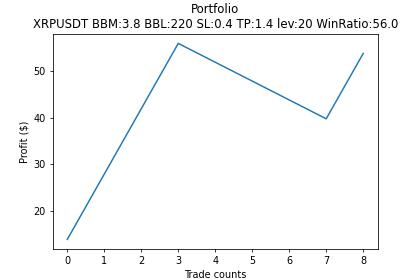 Portfolio
XRPUSDT BBM:3.8 BBL:220 SL:0.4 TP:1.4 lev:20 WinRatio:56.0
50
40
30
20
Profit ($)
0 1 2 3 4 5 6 7 8
Trade counts